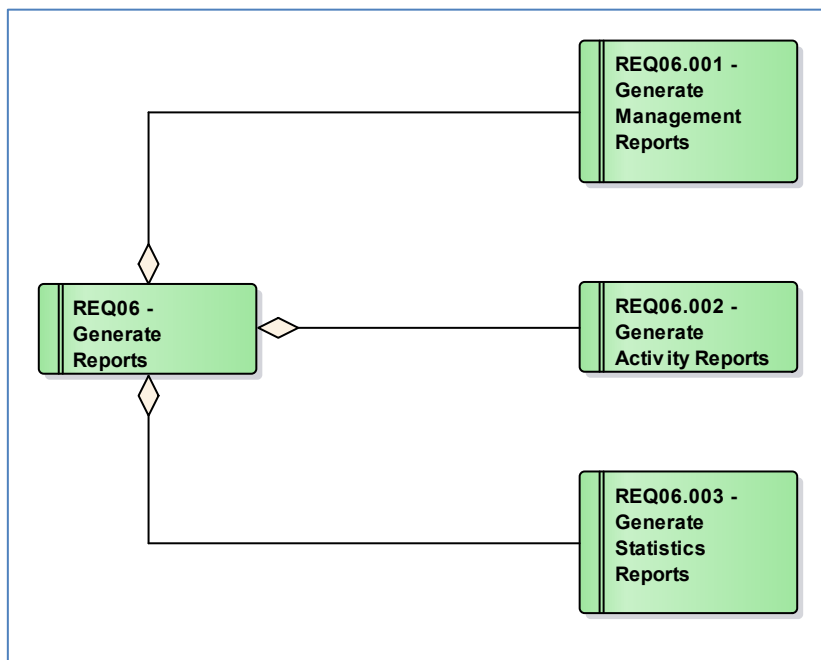 REQ06.001 -
Generate
Management
Reports
REQ06 -
Generate
Reports
REQ06.002 -
Generate
Activity Reports
REQ06.003 -
Generate
Statistics
Reports